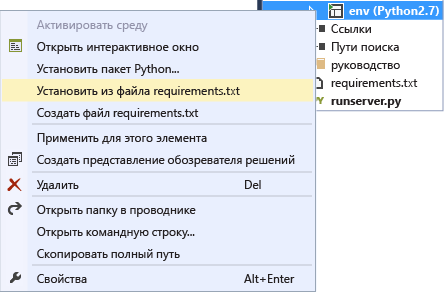 Активировать среду
Открыть интерактивное окно
Установить пакет Python...
Установить из файла requirements.txt
Создать файл requirements.txt
Применить для этого элемента
Создать представление обозревателя решений
Удалить Del
Открыть папку в проводнике
Открыть командную строку...
Скопировать полный путь
Свойства Alt+Enter
env (Python2.7)
Ссылки
Пути поиска
руководство
requirements.txt
runserver.py